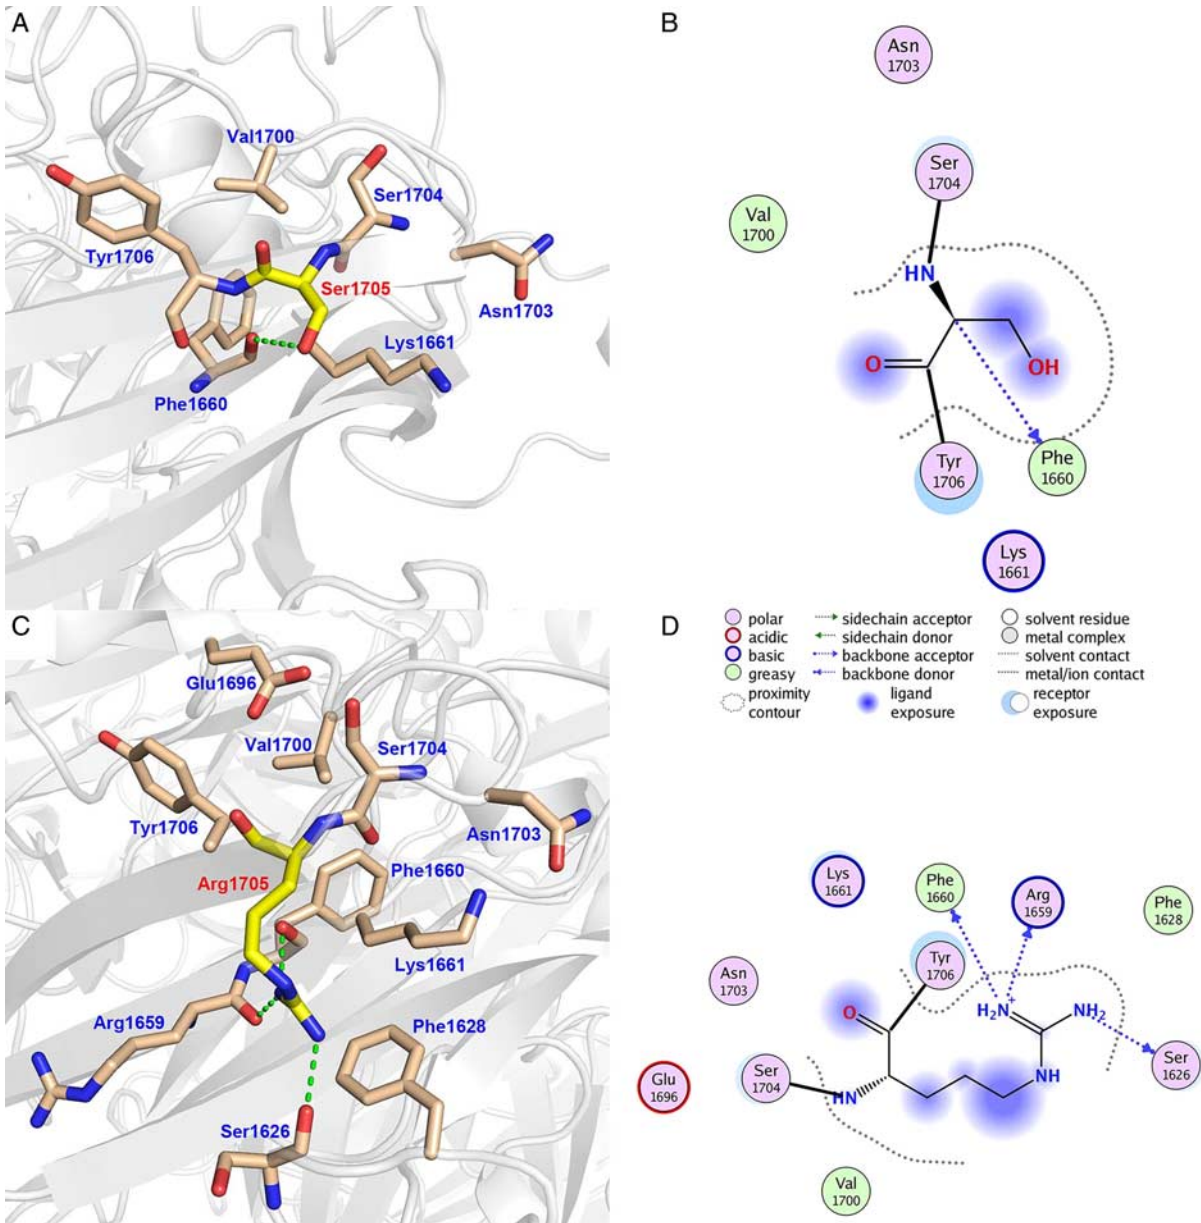 A
Val1700
Ser1704
Tyr1706
Ser1705
Asn1703
Lys1661
Phe1660
B
Asn
1703
Ser
1704
Val
1700
HN
O
OH
Tyr
1706
Phe
1660
Lys
1661
polar
acidic
basic
greasy
proximity
contour
sidechain acceptor
sidechain donor
backbone acceptor
backbone donor
ligand
exposure
solvent residue
metal complex
solvent contact
metal/ion contact
receptor
exposure
C
Glu1696
Val1700
Ser1704
Tyr1706
Asn1703
Arg1705
Phe1660
Lys1661
Arg1659
Phe1628
Ser1626
D
Lys
1661
Phe
1660
Arg
1659
Phe
1628
Asn
1703
Tyr
1706
O
H2N+
NH2
Ser
1626
Glu
1696
Ser
1704
HN
NH
Val
1700